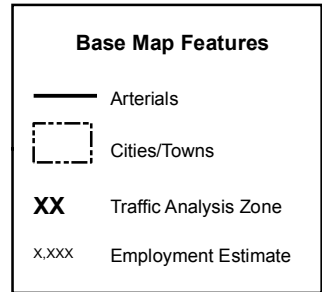 Base Map Features
Arterials
Cities/Towns
XX Traffic Analysis Zone
X,XXX Employment Estimate